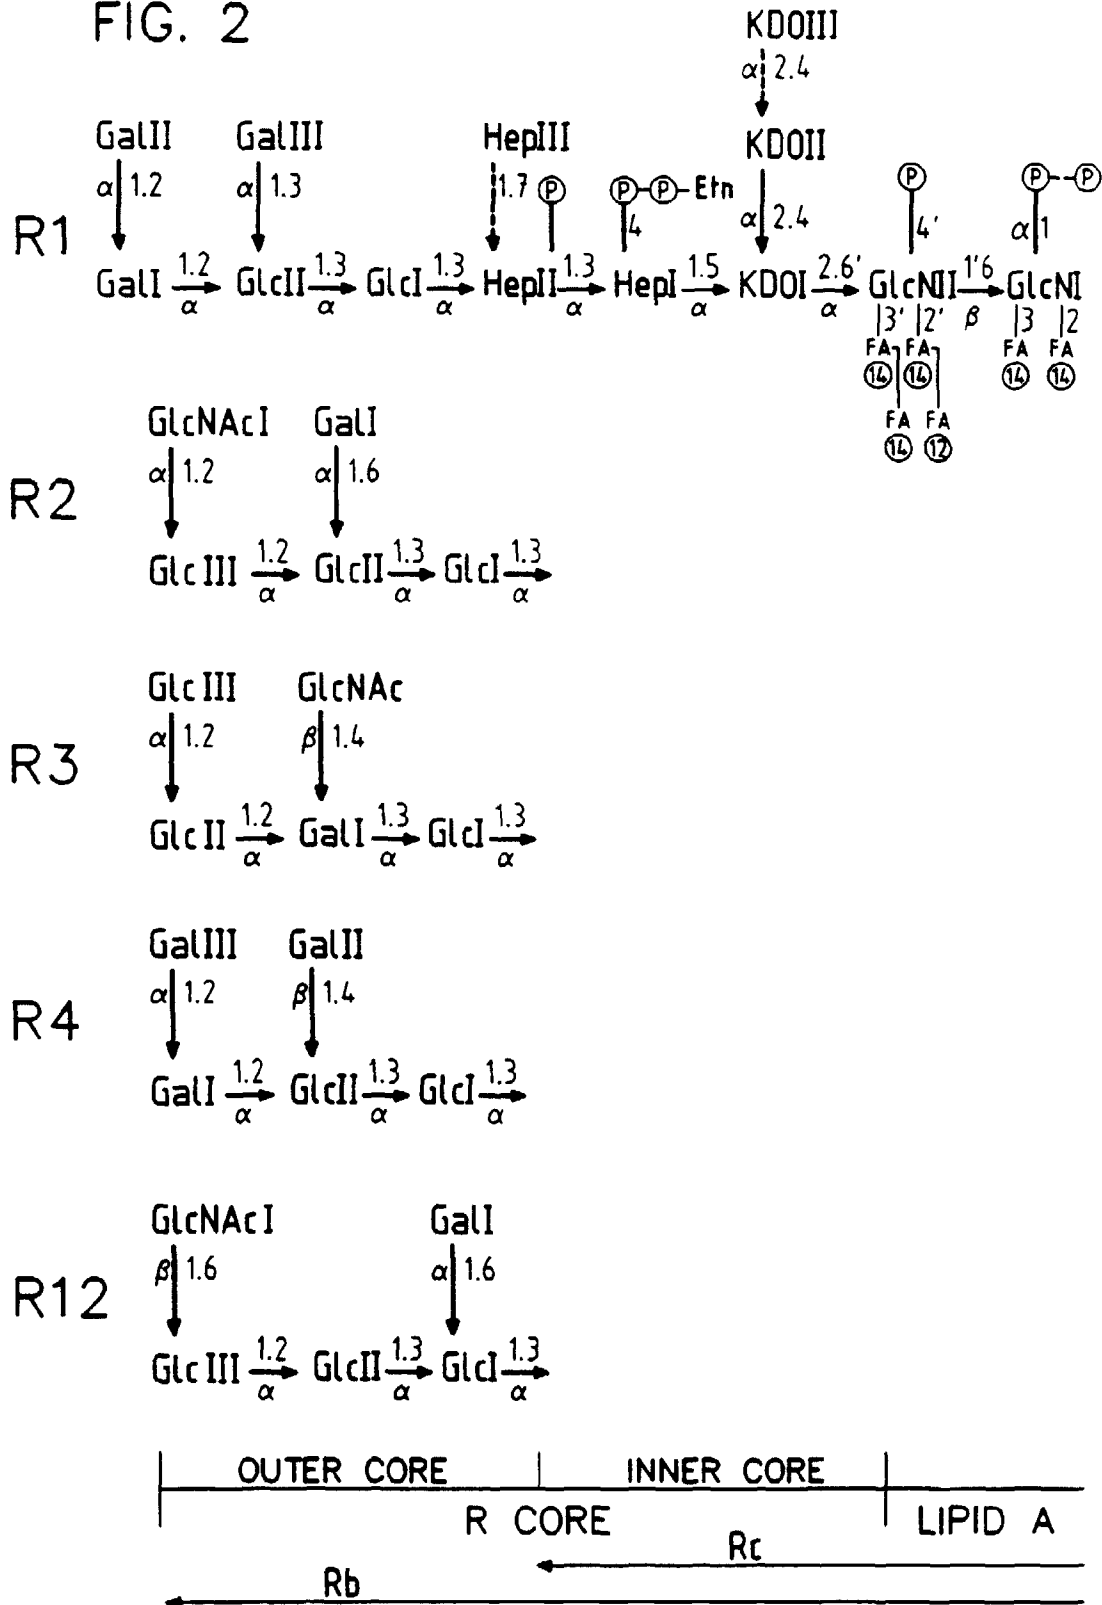 FIG. 2
KDOIII
α 2.4
GalII GalIII HepIII KDOII
α 1.2 α 1.3 1.7 P P-P-Etn α 2.4 P P--P
4 4' α 1
R1
GalI 1.2 α GlcII 1.3 α GlcI 1.3 α HepII 1.3 α HepI 1.5 α KDOI 2.6' α GlcNII 1'6 β GlcNI
3' 2' 3 2
FA FA FA FA
14 14 14 14
FA FA
14 12
GlcNAcI GalI
α 1.2 α 1.6
R2
GlcIII 1.2 α GlcII 1.3 α GlcI 1.3 α
GlcIII GlcNAc
α 1.2 β 1.4
R3
GlcII 1.2 α GalI 1.3 α GlcI 1.3 α
GalIII GalII
α 1.2 β 1.4
R4
GalI 1.2 α GlcII 1.3 α GlcI 1.3 α
GlcNAcI GalI
β 1.6 α 1.6
R12
GlcIII 1.2 α GlcII 1.3 α GlcI 1.3 α
OUTER CORE INNER CORE
R CORE LIPID A
Rc
Rb